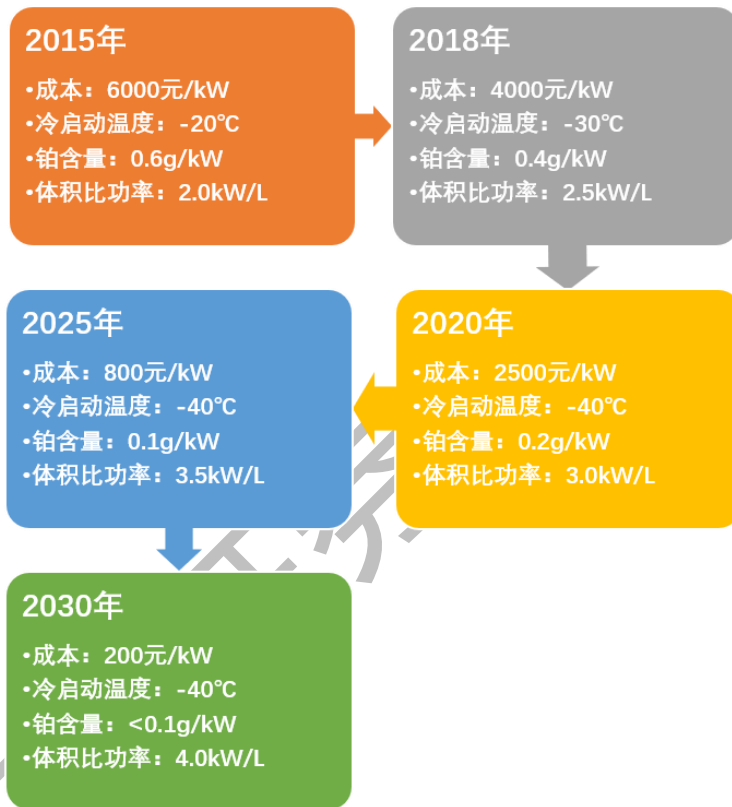 2015年
•成本：6000元/kW
•冷启动温度：-20℃
•铂含量：0.6g/kW
•体积比功率：2.0kW/L
2018年
•成本：4000元/kW
•冷启动温度：-30℃
•铂含量：0.4g/kW
•体积比功率：2.5kW/L
2020年
•成本：2500元/kW
•冷启动温度：-40℃
•铂含量：0.2g/kW
•体积比功率：3.0kW/L
2025年
•成本：800元/kW
•冷启动温度：-40℃
•铂含量：0.1g/kW
•体积比功率：3.5kW/L
2030年
•成本：200元/kW
•冷启动温度：-40℃
•铂含量：<0.1g/kW
•体积比功率：4.0kW/L